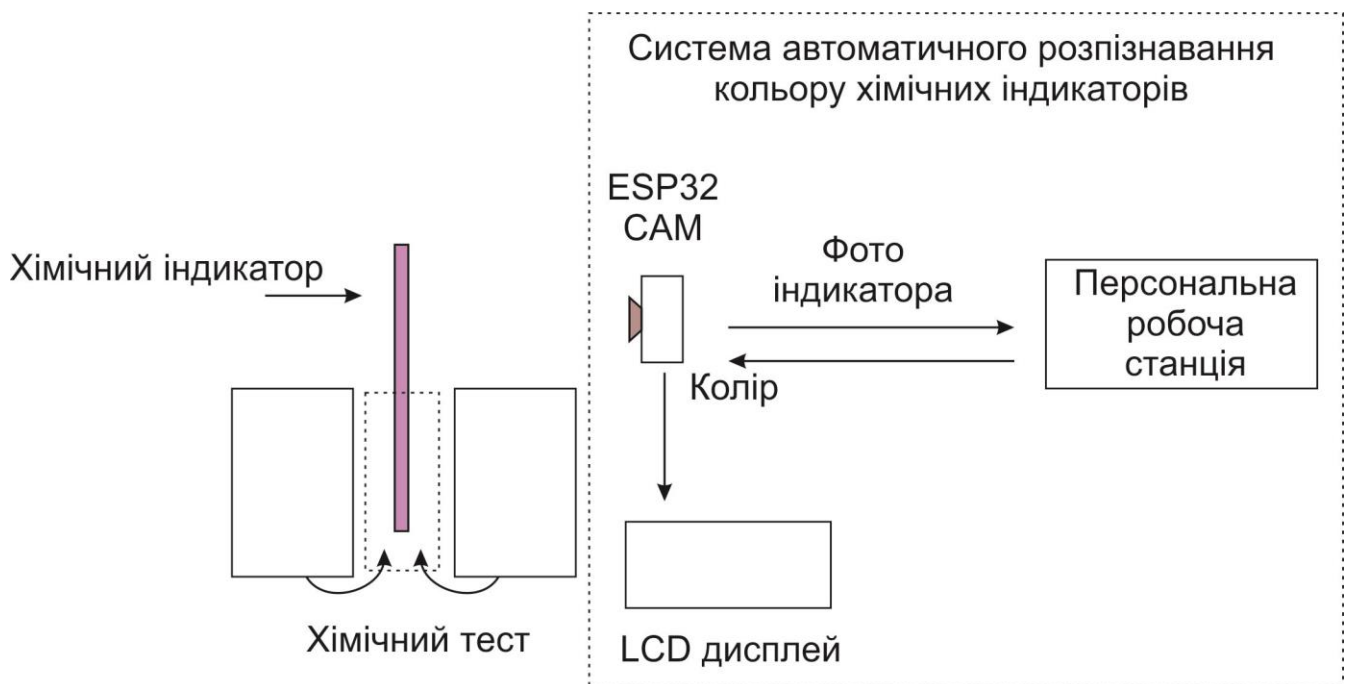 Система автоматичного розпізнавання
кольору хімічних індикаторів
ESP32
CAM
Хімічний індикатор
Фото
індикатора
Персональна
робоча
станція
Колір
Хімічний тест
LCD дисплей